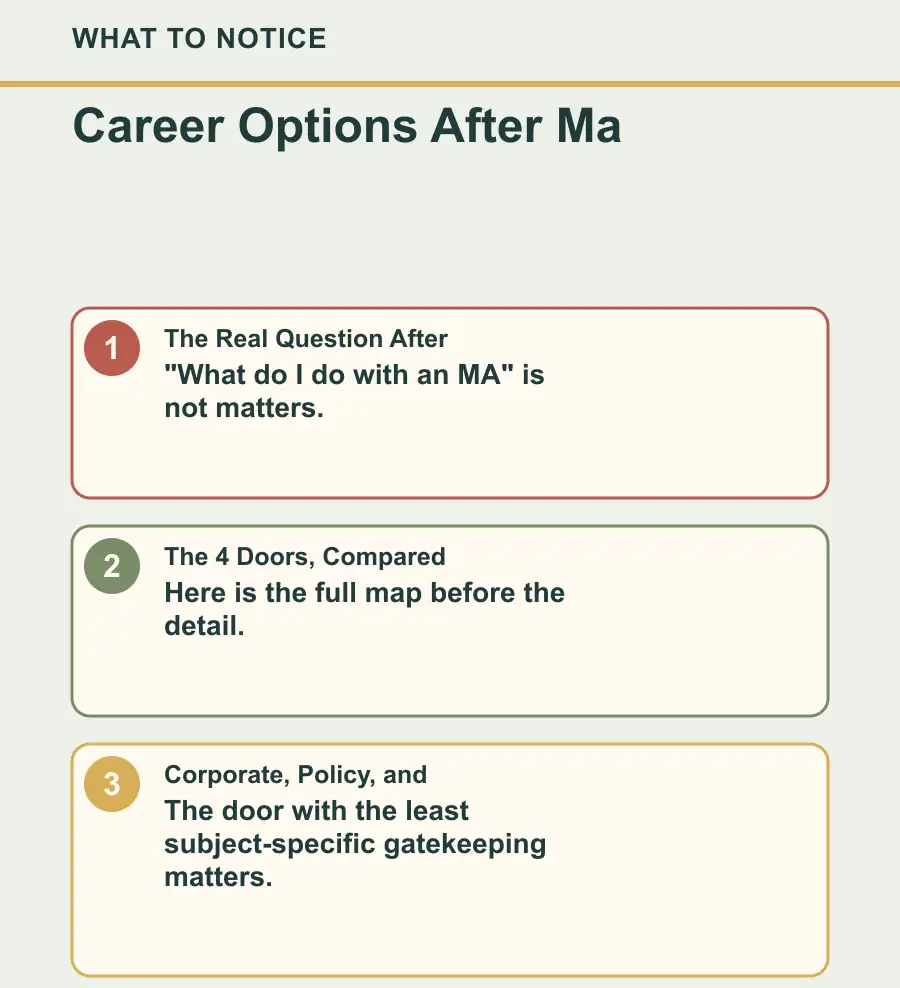 WHAT TO NOTICE
Career Options After Ma
1
The Real Question After
"What do I do with an MA" is
not matters.
2
The 4 Doors, Compared
Here is the full map before the
detail.
3
Corporate, Policy, and
The door with the least
subject-specific gatekeeping
matters.